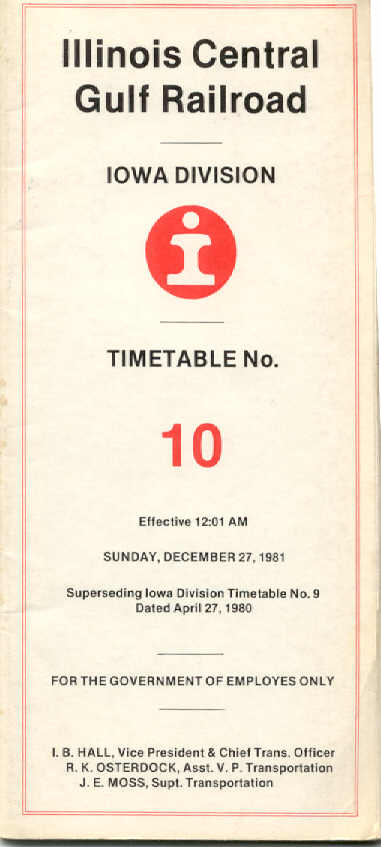 Illinois Central
Gulf Railroad
IOWA DIVISION
i
TIMETABLE No.
10
Effective 12:01 AM
SUNDAY, DECEMBER 27, 1981
Superseding Iowa Division Timetable No. 9
Dated April 27, 1980
FOR THE GOVERNMENT OF EMPLOYES ONLY
I. B. HALL, Vice President & Chief Trans. Officer
R. K. OSTERDOCK, Asst. V. P. Transportation
J. E. MOSS, Supt. Transportation